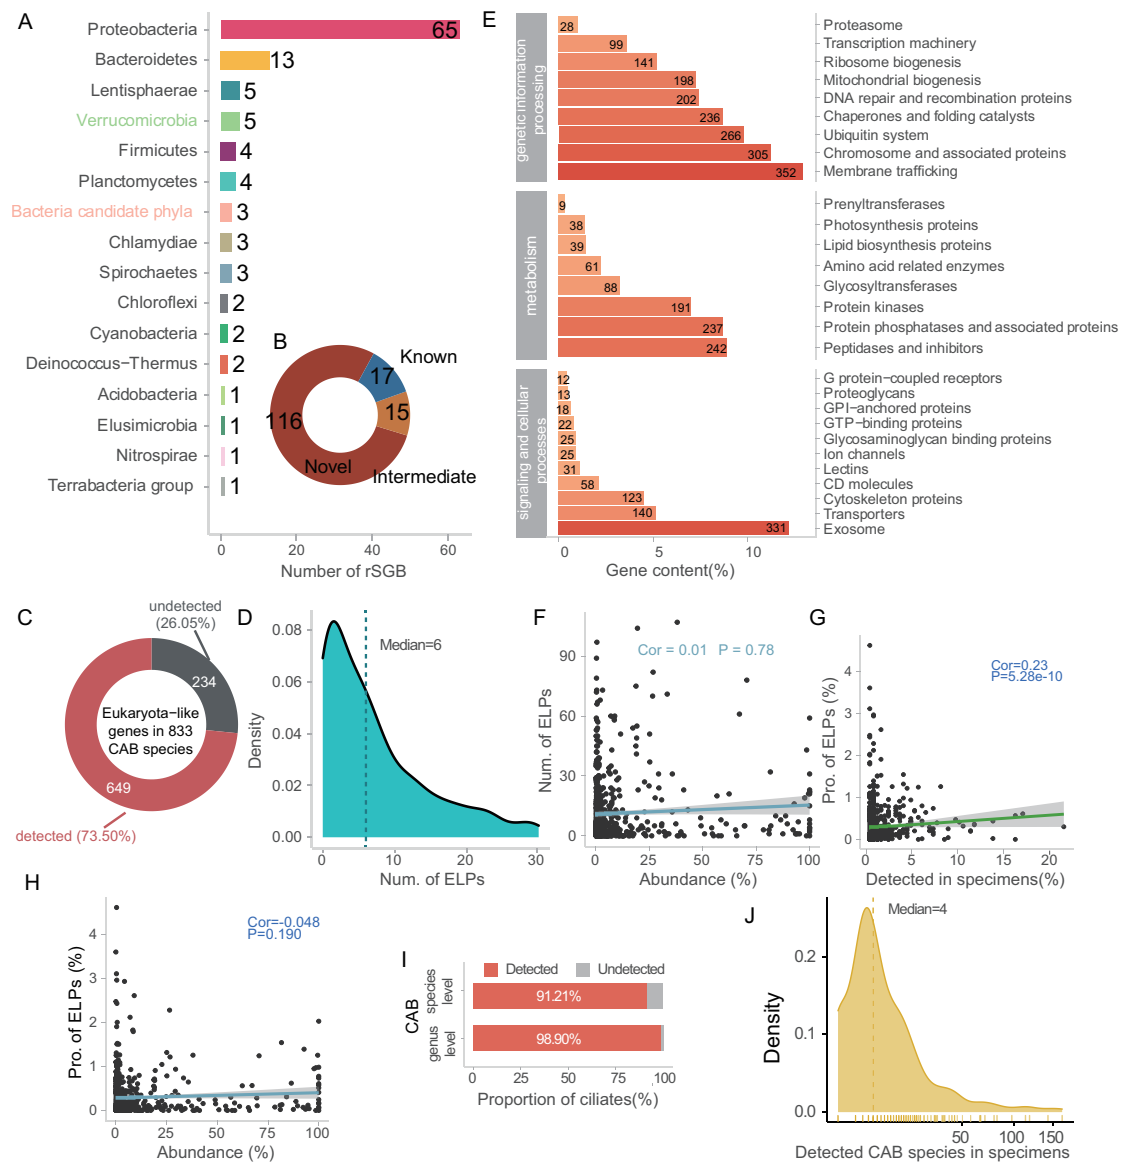 A
Proteobacteria
65
Bacteroidetes
13
Lentisphaerae
5
Verrucomicrobia
5
Firmicutes
4
Planctomycetes
4
Bacteria candidate phyla
3
Chlamydiae
3
Spirochaetes
3
Chloroflexi
2
Cyanobacteria
2
Deinococcus−Thermus
2
Acidobacteria
1
Elusimicrobia
1
Nitrospirae
1
Terrabacteria group
1
0 20 40 60
Number of rSGB
B
Known
17
15
116
Novel
Intermediate
E
genetic information
processing
28 Proteasome
99 Transcription machinery
141 Ribosome biogenesis
198 Mitochondrial biogenesis
202 DNA repair and recombination proteins
236 Chaperones and folding catalysts
266 Ubiquitin system
305 Chromosome and associated proteins
352 Membrane trafficking
metabolism
9 Prenyltransferases
38 Photosynthesis proteins
39 Lipid biosynthesis proteins
61 Amino acid related enzymes
88 Glycosyltransferases
191 Protein kinases
237 Protein phosphatases and associated proteins
242 Peptidases and inhibitors
signaling and cellular
processes
12 G protein−coupled receptors
13 Proteoglycans
18 GPI−anchored proteins
22 GTP−binding proteins
25 Glycosaminoglycan binding proteins
25 Ion channels
31 Lectins
58 CD molecules
123 Cytoskeleton proteins
140 Transporters
331 Exosome
0 5 10
Gene content(%)
C
undetected
(26.05%)
234
Eukaryota−like
genes in 833
CAB species
649
detected (73.50%)
D
Median=6
0.08
0.06
0.04
0.02
0.00
Density
0 10 20 30
Num. of ELPs
F
Cor = 0.01 P = 0.78
90
60
30
0
Num. of ELPs
0 25 50 75 100
Abundance (%)
G
Cor=0.23
P=5.28e-10
4
3
2
1
0
Pro. of ELPs (%)
0 5 10 15 20
Detected in specimens(%)
H
Cor=-0.048
P=0.190
4
3
2
1
0
Pro. of ELPs (%)
0 25 50 75 100
Abundance (%)
I
Detected Undetected
CAB
species
level
91.21%
genus
level
98.90%
0 25 50 75 100
Proportion of ciliates(%)
J
Median=4
0.2
0.1
0.0
Density
50 100 150
Detected CAB species in specimens